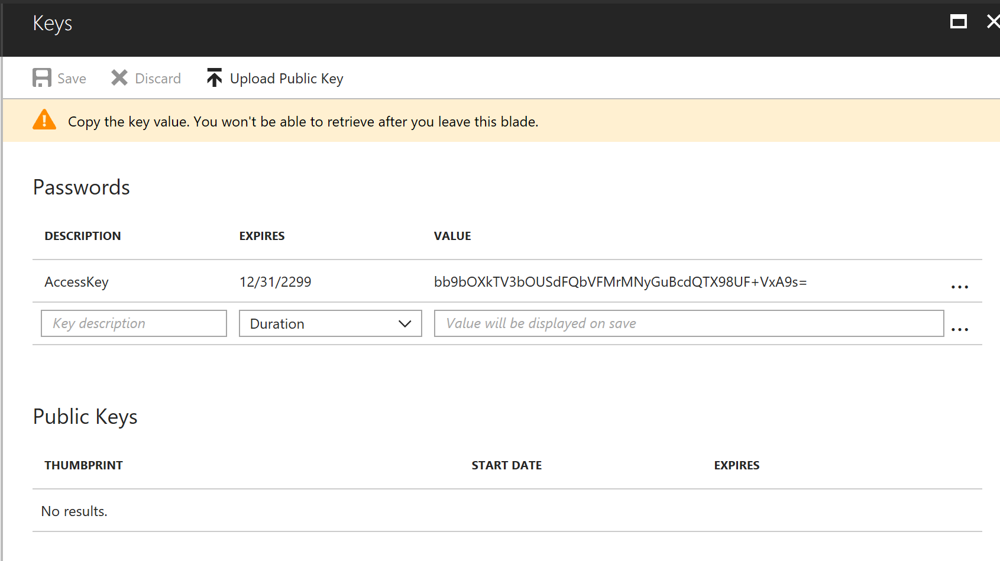 Keys
Save Discard Upload Public Key
Copy the key value. You won't be able to retrieve after you leave this blade.
Passwords
DESCRIPTION EXPIRES VALUE
AccessKey 12/31/2299 bb9bOXkTV3bOUSdFQbVFMrMNyGuBcdQTX98UF+VxA9s= ...
Key description Duration Value will be displayed on save ...
Public Keys
THUMBPRINT START DATE EXPIRES
No results.